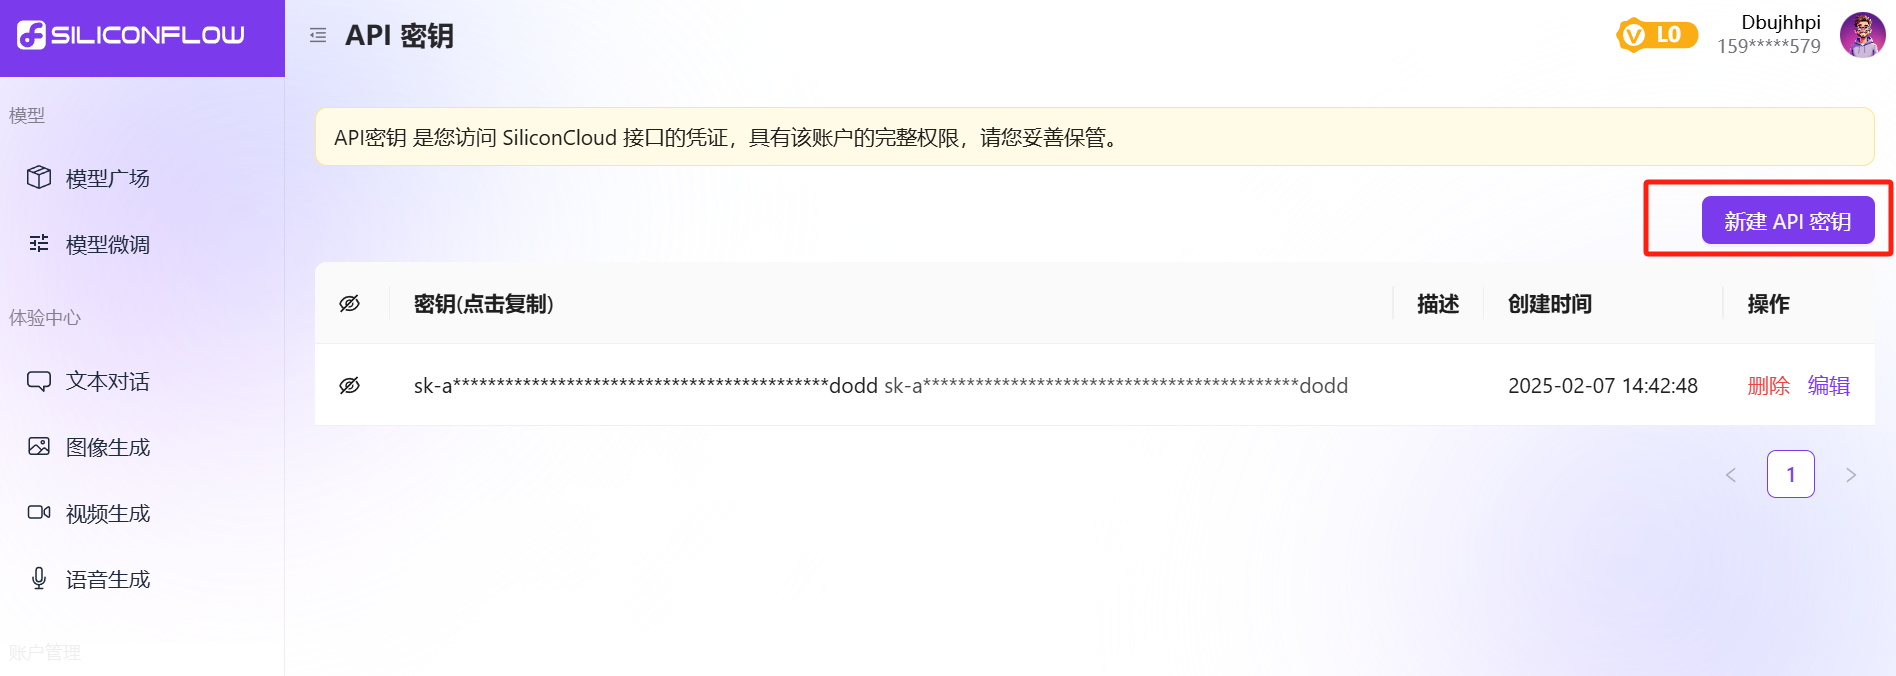 SILICONFLOW
API 密钥
L0
Dbujhhpi
159*****579
模型
模型广场
模型微调
体验中心
文本对话
图像生成
视频生成
语音生成
账户管理
API密钥 是您访问 SiliconCloud 接口的凭证，具有该账户的完整权限，请您妥善保管。
新建 API 密钥
密钥(点击复制) 描述 创建时间 操作
sk-a********************************************dodd sk-a********************************************dodd 2025-02-07 14:42:48 删除 编辑
1